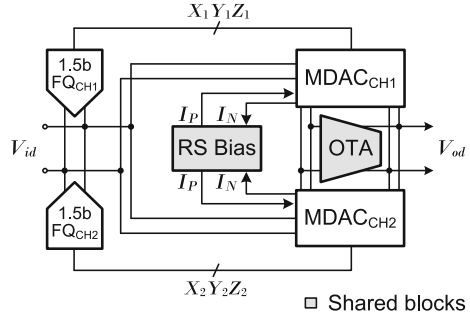 X₁Y₁Z₁
1.5b
FQCH1
MDACCH1
IP IN
Vid
RS Bias
OTA
Vod
IP IN
1.5b
FQCH2
MDACCH2
X₂Y₂Z₂
Shared blocks